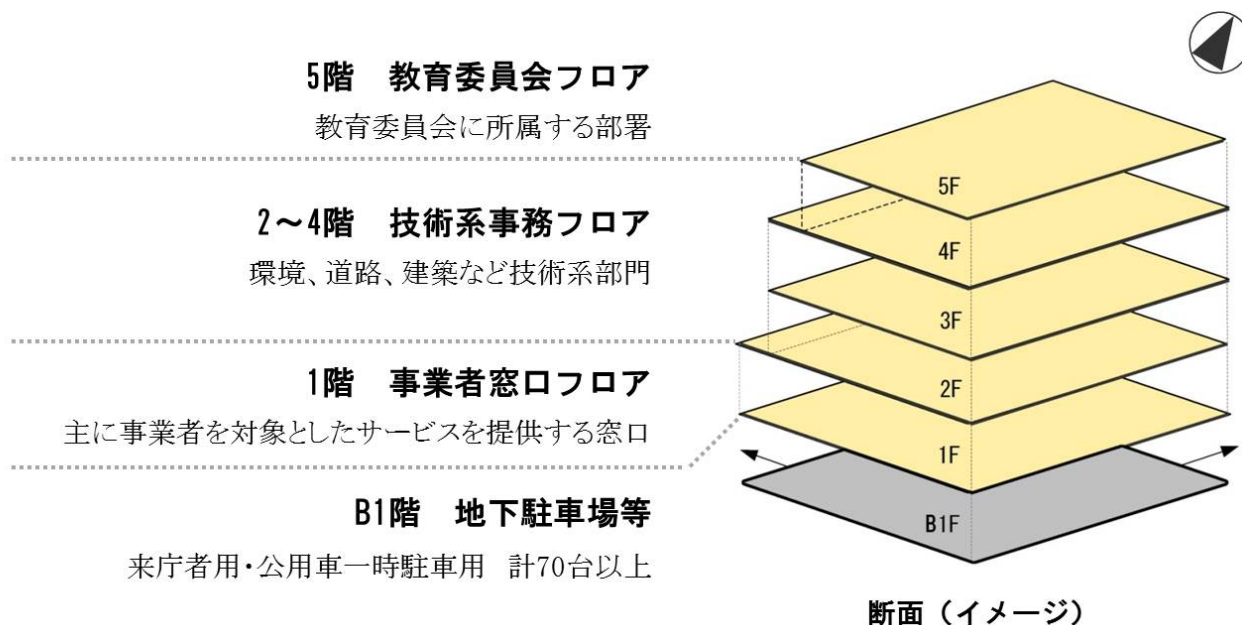 5階　教育委員会フロア
教育委員会に所属する部署
2～4階　技術系事務フロア
環境、道路、建築など技術系部門
1階　事業者窓口フロア
主に事業者を対象としたサービスを提供する窓口
B1階　地下駐車場等
来庁者用・公用車一時駐車用　計70台以上
5F
4F
3F
2F
1F
B1F
断面（イメージ）